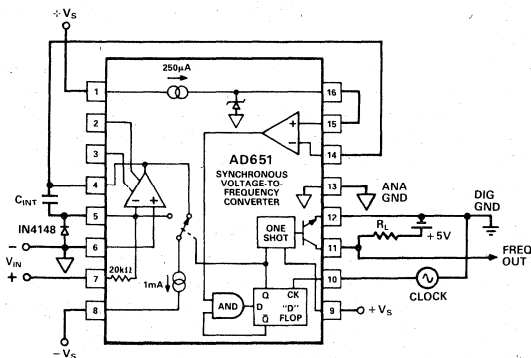 +VS
250μA
1
16
2
15
+
−
3
14
AD651
SYNCHRONOUS
VOLTAGE-TO-
FREQUENCY
CONVERTER
4
13
ANA
GND
CINT
− +
5
12
DIG
GND
IN4148
ONE
SHOT
RL
+5V
−
6
11
FREQ
OUT
VIN
+
7
20kΩ
1mA
Q CK
10
CLOCK
8
AND
D "D"
FLOP
Q̅
9
+VS
−VS